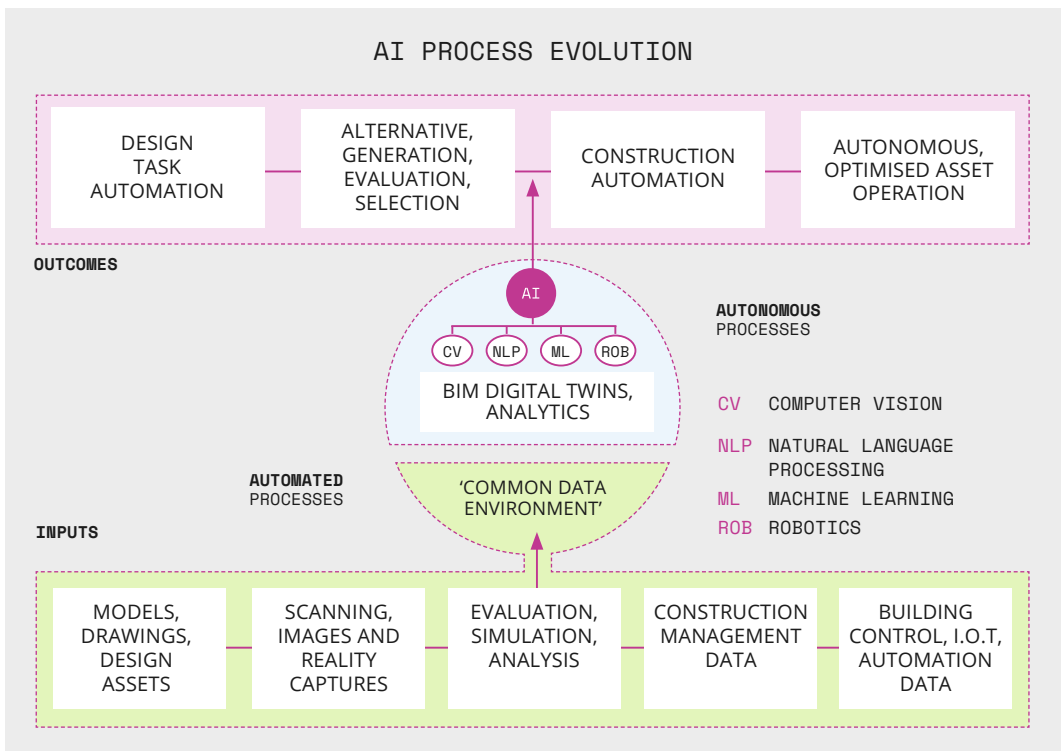 AI PROCESS EVOLUTION
DESIGN
TASK
AUTOMATION
ALTERNATIVE,
GENERATION,
EVALUATION,
SELECTION
CONSTRUCTION
AUTOMATION
AUTONOMOUS,
OPTIMISED ASSET
OPERATION
OUTCOMES
AI
CV
NLP
ML
ROB
BIM DIGITAL TWINS,
ANALYTICS
AUTONOMOUS
PROCESSES
CV COMPUTER VISION
NLP NATURAL LANGUAGE
PROCESSING
ML MACHINE LEARNING
ROB ROBOTICS
AUTOMATED
PROCESSES
‘COMMON DATA
ENVIRONMENT’
INPUTS
MODELS,
DRAWINGS,
DESIGN
ASSETS
SCANNING,
IMAGES AND
REALITY
CAPTURES
EVALUATION,
SIMULATION,
ANALYSIS
CONSTRUCTION
MANAGEMENT
DATA
BUILDING
CONTROL, I.O.T,
AUTOMATION
DATA